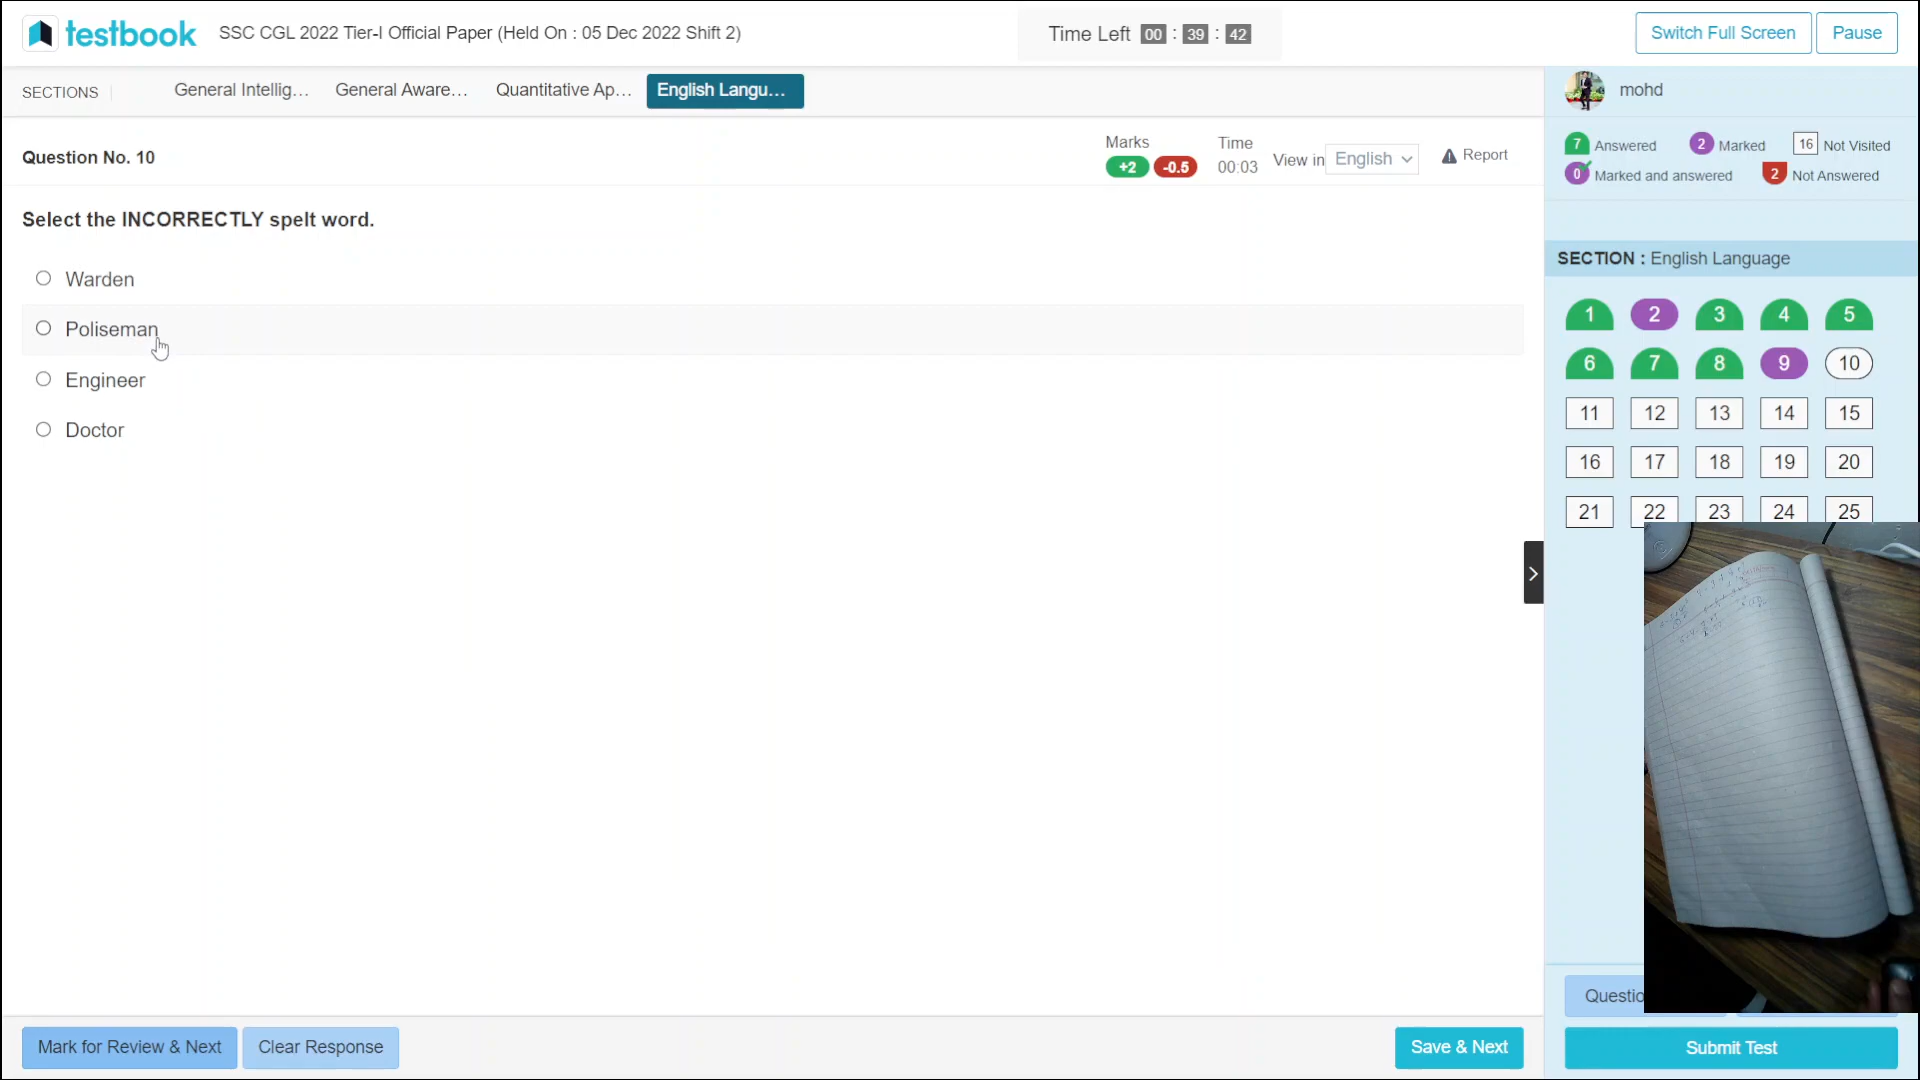 testbook
SSC CGL 2022 Tier-I Official Paper (Held On : 05 Dec 2022 Shift 2)
Time Left 00 : 39 : 42
Switch Full Screen
Pause
SECTIONS
General Intellig...
General Aware...
Quantitative Ap...
English Langu...
mohd
Question No. 10
Marks
+2 -0.5
Time
00:03
View in English
Report
7 Answered
2 Marked
16 Not Visited
0 Marked and answered
2 Not Answered
Select the INCORRECTLY spelt word.
Warden
Poliseman
Engineer
Doctor
SECTION : English Language
1 2 3 4 5
6 7 8 9 10
11 12 13 14 15
16 17 18 19 20
21 22 23 24 25
Questio
Mark for Review & Next
Clear Response
Save & Next
Submit Test